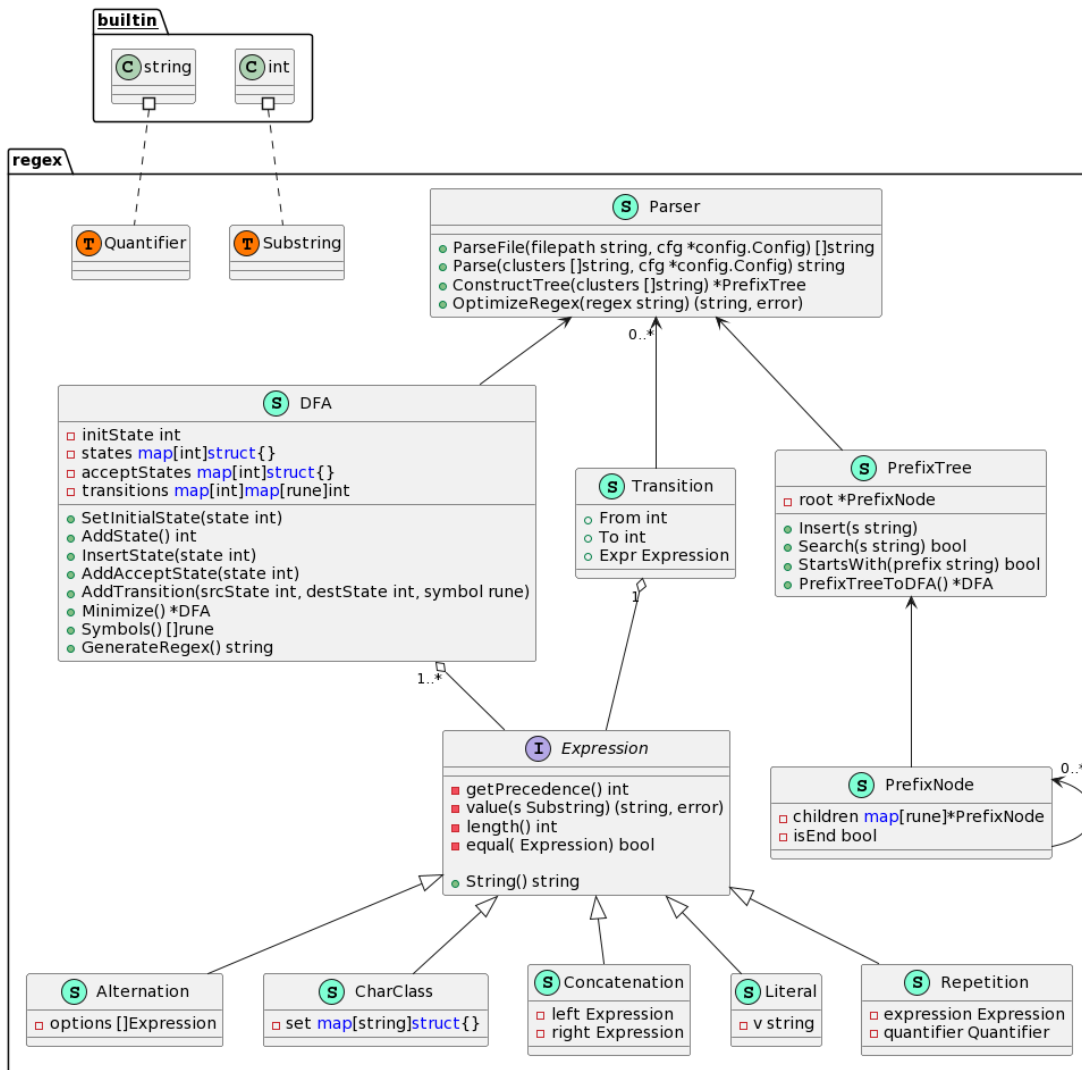 builtin
C string
C int
regex
S Parser
ParseFile(filepath string, cfg *config.Config) []string
Parse(clusters []string, cfg *config.Config) string
ConstructTree(clusters []string) *PrefixTree
OptimizeRegex(regex string) (string, error)
T Quantifier
T Substring
0..*
S DFA
initState int
states map[int]struct{}
acceptStates map[int]struct{}
transitions map[int]map[rune]int
SetInitialState(state int)
AddState() int
InsertState(state int)
AddAcceptState(state int)
AddTransition(srcState int, destState int, symbol rune)
Minimize() *DFA
Symbols() []rune
GenerateRegex() string
S Transition
From int
To int
Expr Expression
S PrefixTree
root *PrefixNode
Insert(s string)
Search(s string) bool
StartsWith(prefix string) bool
PrefixTreeToDFA() *DFA
1
1..*
I Expression
getPrecedence() int
value(s Substring) (string, error)
length() int
equal( Expression) bool
String() string
0..*
S PrefixNode
children map[rune]*PrefixNode
isEnd bool
S Alternation
options []Expression
S CharClass
set map[string]struct{}
S Concatenation
left Expression
right Expression
S Literal
v string
S Repetition
expression Expression
quantifier Quantifier